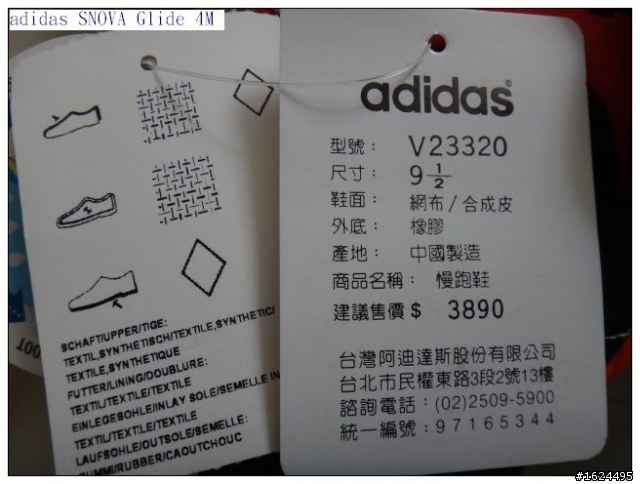 adidas SNOVA Glide 4M
adidas®
型號： V23320
尺寸： 9 1/2
鞋面： 網布/合成皮
外底： 橡膠
產地： 中國製造
商品名稱： 慢跑鞋
建議售價$ 3890
台灣阿迪達斯股份有限公司
台北市民權東路3段2號13樓
諮詢電話：(02)2509-5900
統一編號：97165344
SCHAFT/UPPER/TIGE:
TEXTIL,SYNTHETISCH/TEXTILE,SYNTHETIC/
TEXTILE,SYNTHETIQUE
FUTTER/LINING/DOUBLURE:
TEXTIL/TEXTILE/TEXTILE
EINLEGESOHLE/INLAY SOLE/SEMELLE IN
TEXTIL/TEXTILE/TEXTILE
LAUFSOHLE/OUTSOLE/SEMELLE:
GUMMI/RUBBER/CAOUTCHOUC
#1624495